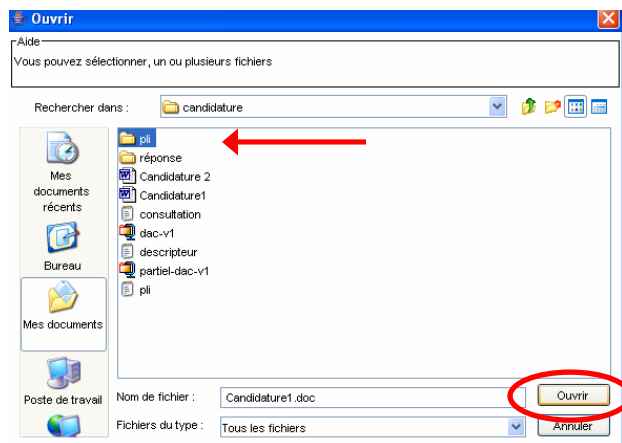 Ouvrir
Aide
Vous pouvez sélectionner, un ou plusieurs fichiers
Rechercher dans :
candidature
Mes
documents
récents
Bureau
Mes documents
Poste de travail
pli
réponse
Candidature 2
Candidature1
consultation
dac-v1
descripteur
partiel-dac-v1
pli
Nom de fichier :
Candidature1.doc
Ouvrir
Fichiers du type :
Tous les fichiers
Annuler